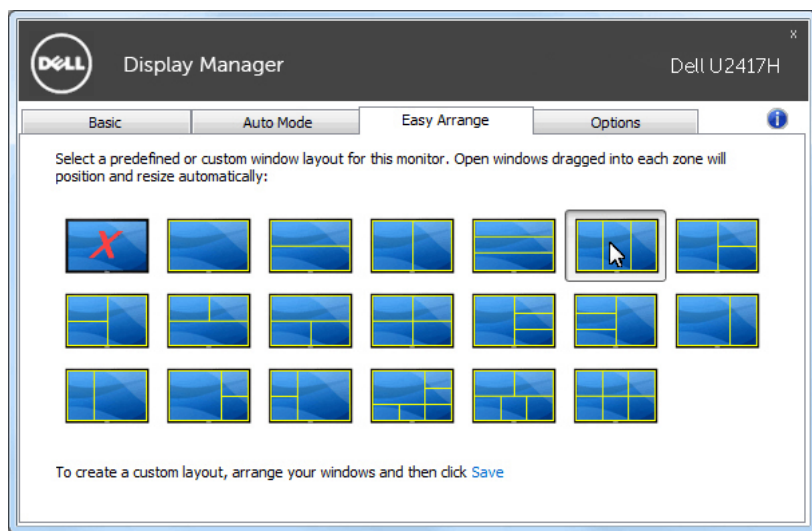 x
DELL
Display Manager
Dell U2417H
Basic
Auto Mode
Easy Arrange
Options
i
Select a predefined or custom window layout for this monitor. Open windows dragged into each zone will
position and resize automatically:
X
To create a custom layout, arrange your windows and then click Save